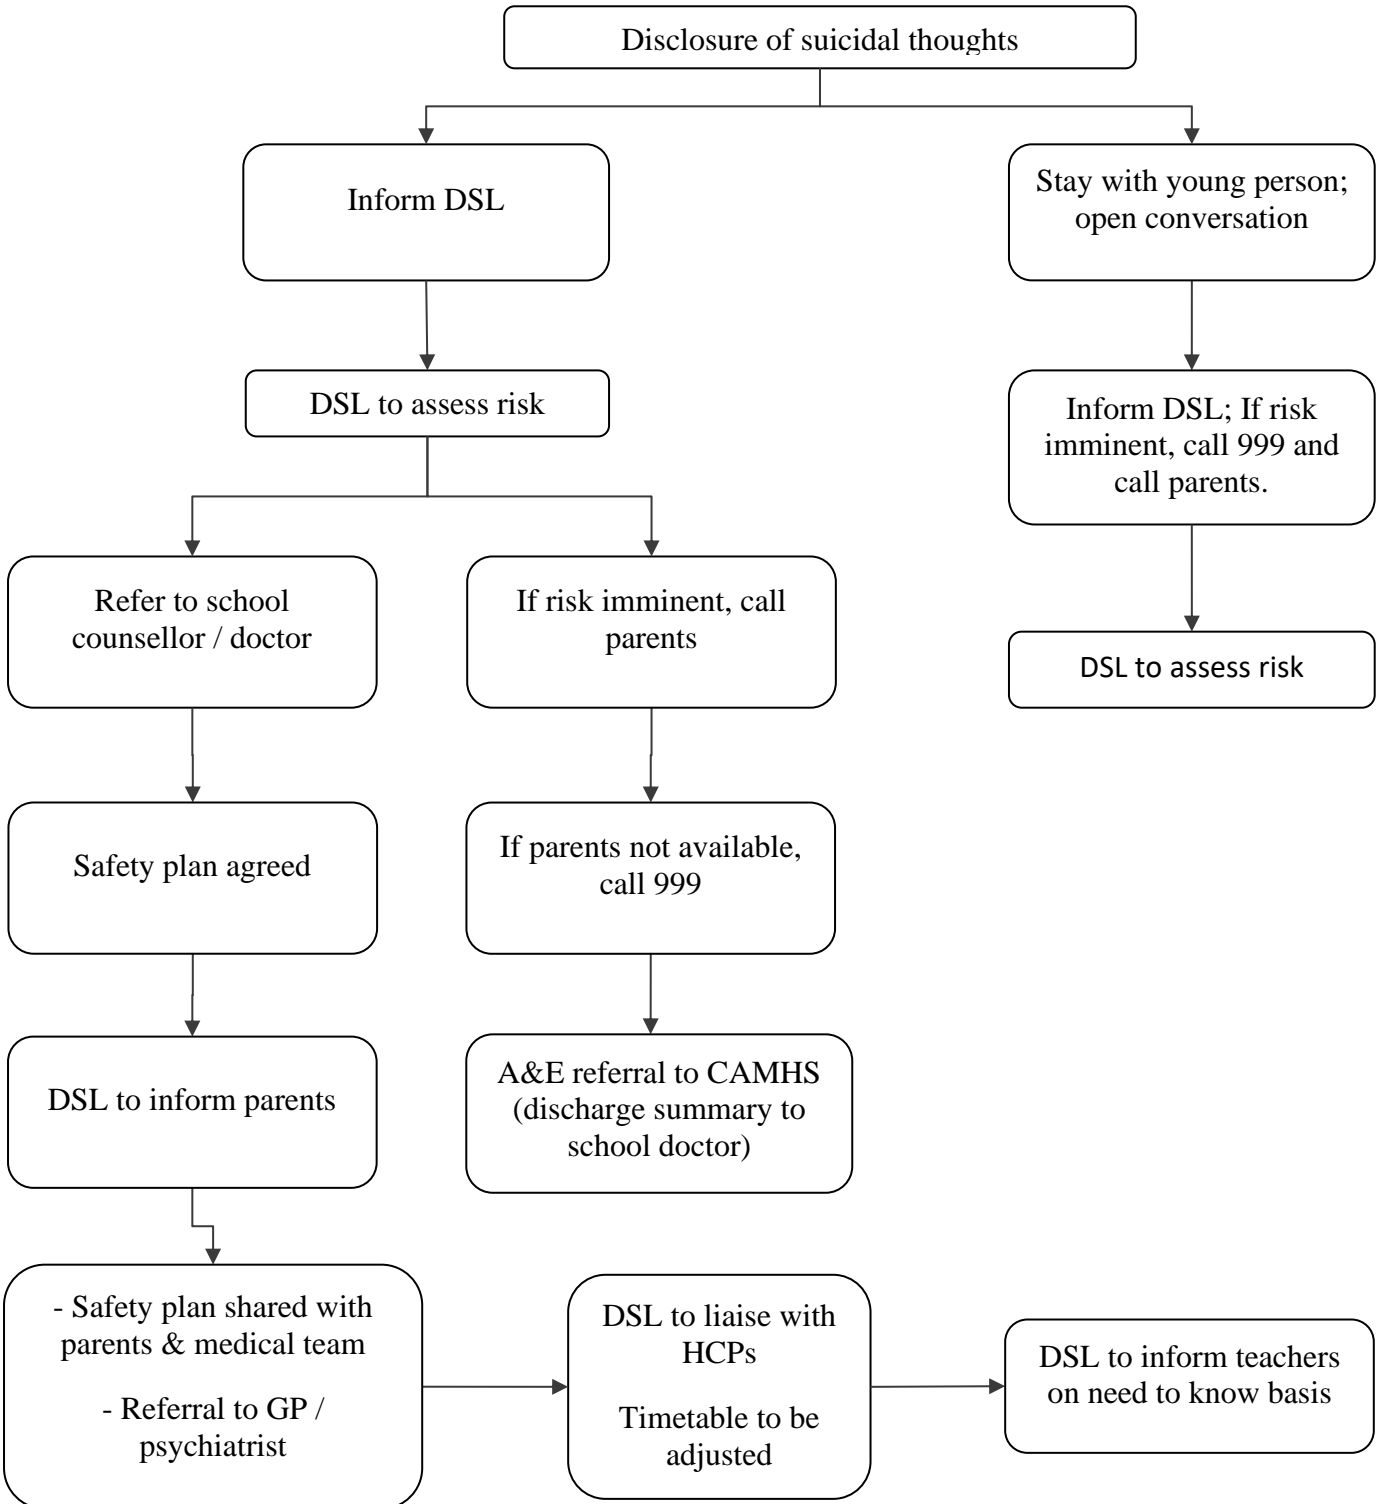 Disclosure of suicidal thoughts
Inform DSL
Stay with young person;
open conversation
DSL to assess risk
Inform DSL; If risk
imminent, call 999 and
call parents.
Refer to school
counsellor / doctor
If risk imminent, call
parents
DSL to assess risk
Safety plan agreed
If parents not available,
call 999
DSL to inform parents
A&E referral to CAMHS
(discharge summary to
school doctor)
- Safety plan shared with
parents & medical team
- Referral to GP /
psychiatrist
DSL to liaise with
HCPs
Timetable to be
adjusted
DSL to inform teachers
on need to know basis